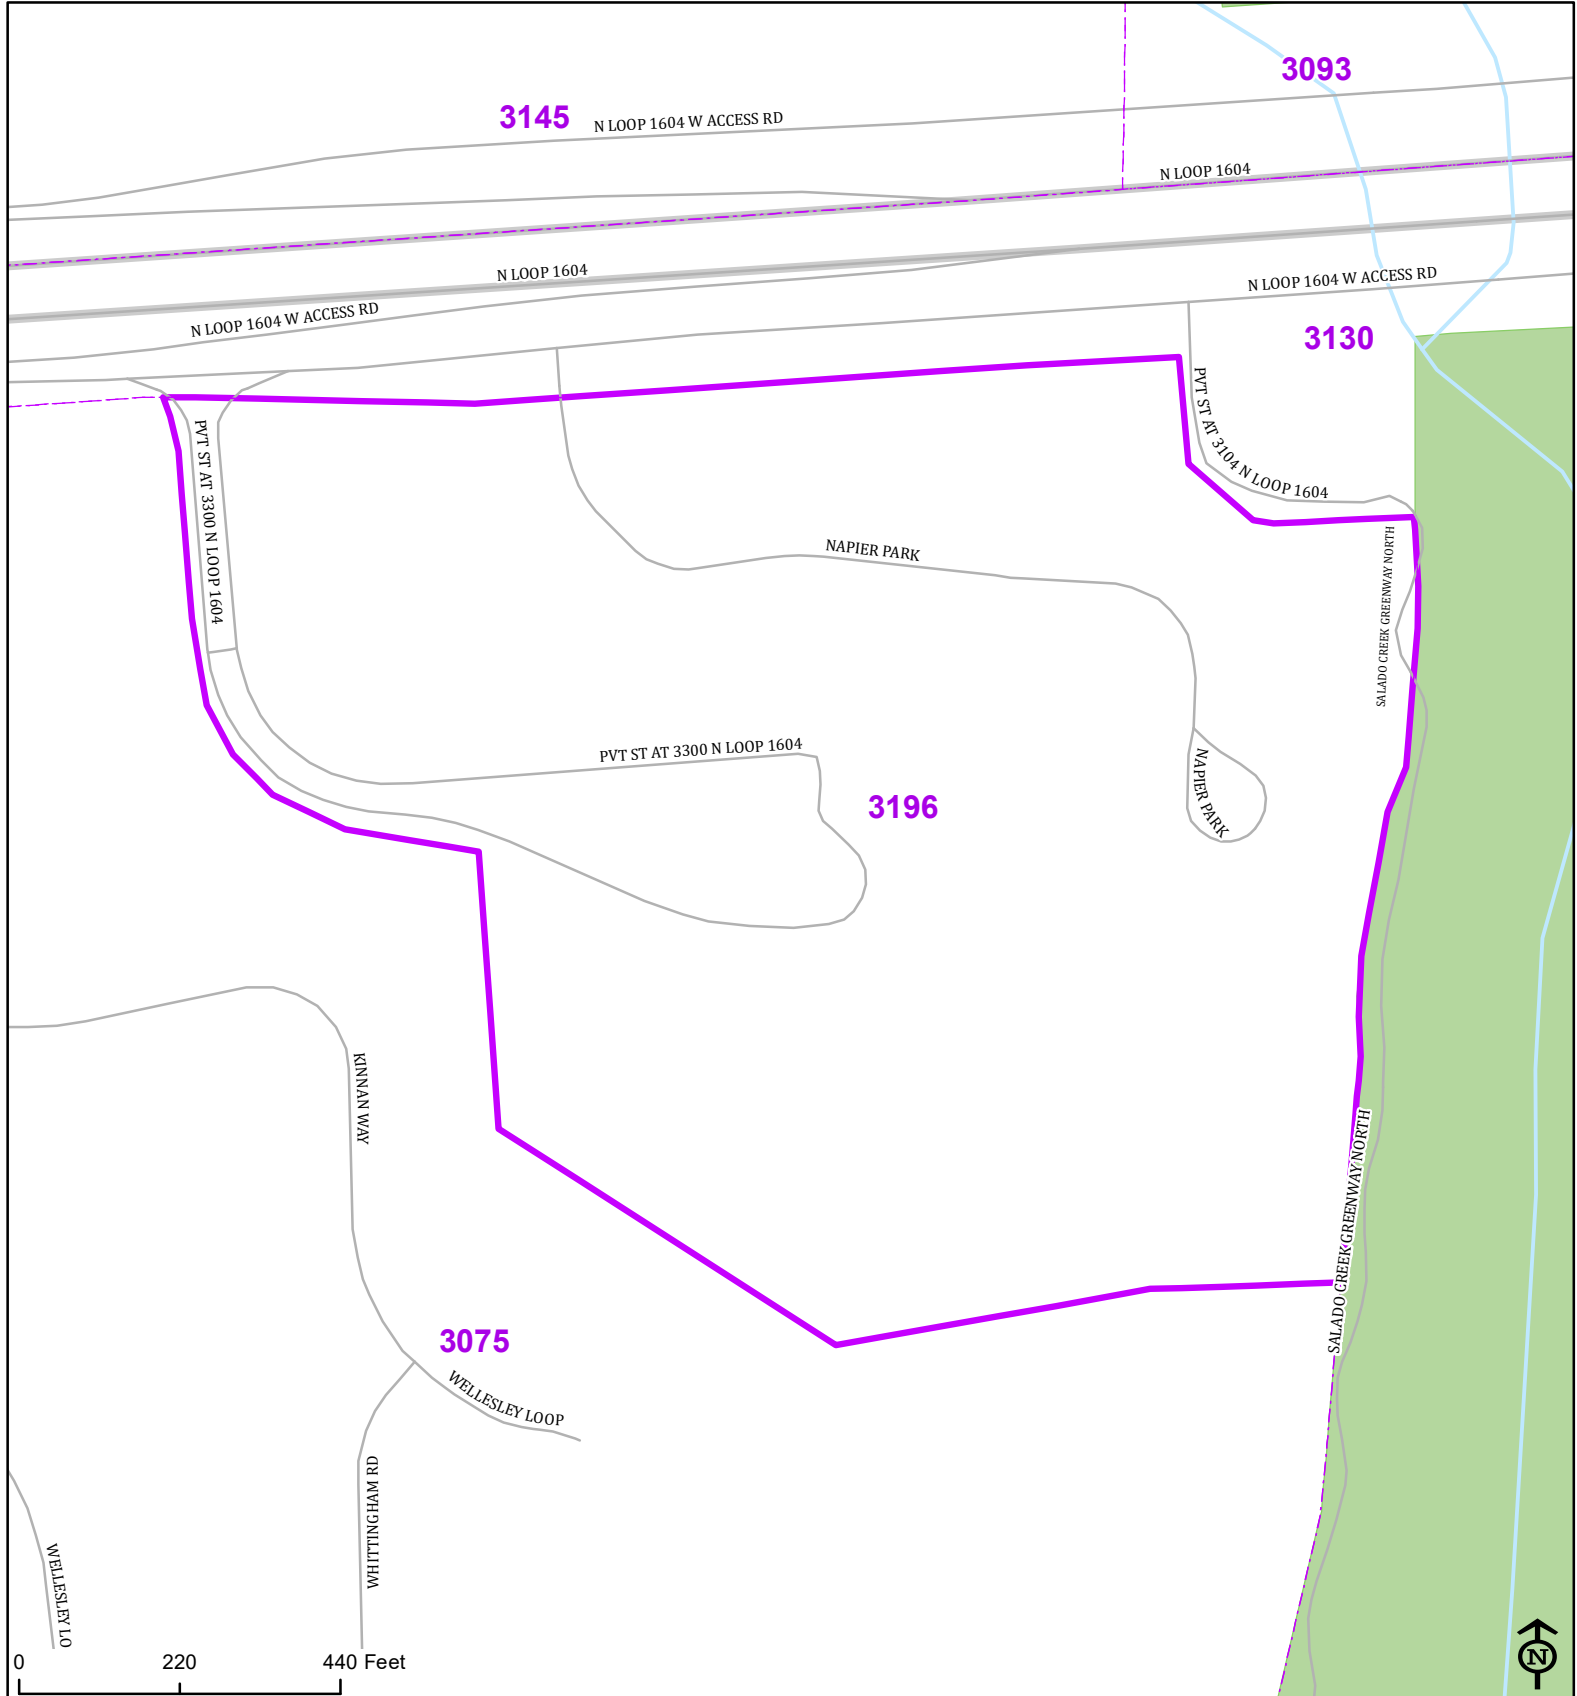 3093
3145
N LOOP 1604 W ACCESS RD
N LOOP 1604
N LOOP 1604
N LOOP 1604 W ACCESS RD
N LOOP 1604 W ACCESS RD
3130
PVT ST AT 3104 N LOOP 1604
PVT ST AT 3300 N LOOP 1604
NAPIER PARK
SALADO CREEK GREENWAY NORTH
PVT ST AT 3300 N LOOP 1604
NAPIER PARK
3196
KINNAN WAY
SALADO CREEK GREENWAY NORTH
3075
WELLESLEY LOOP
WHITTINGHAM RD
WELLESLEY LO
0 220 440 Feet
N